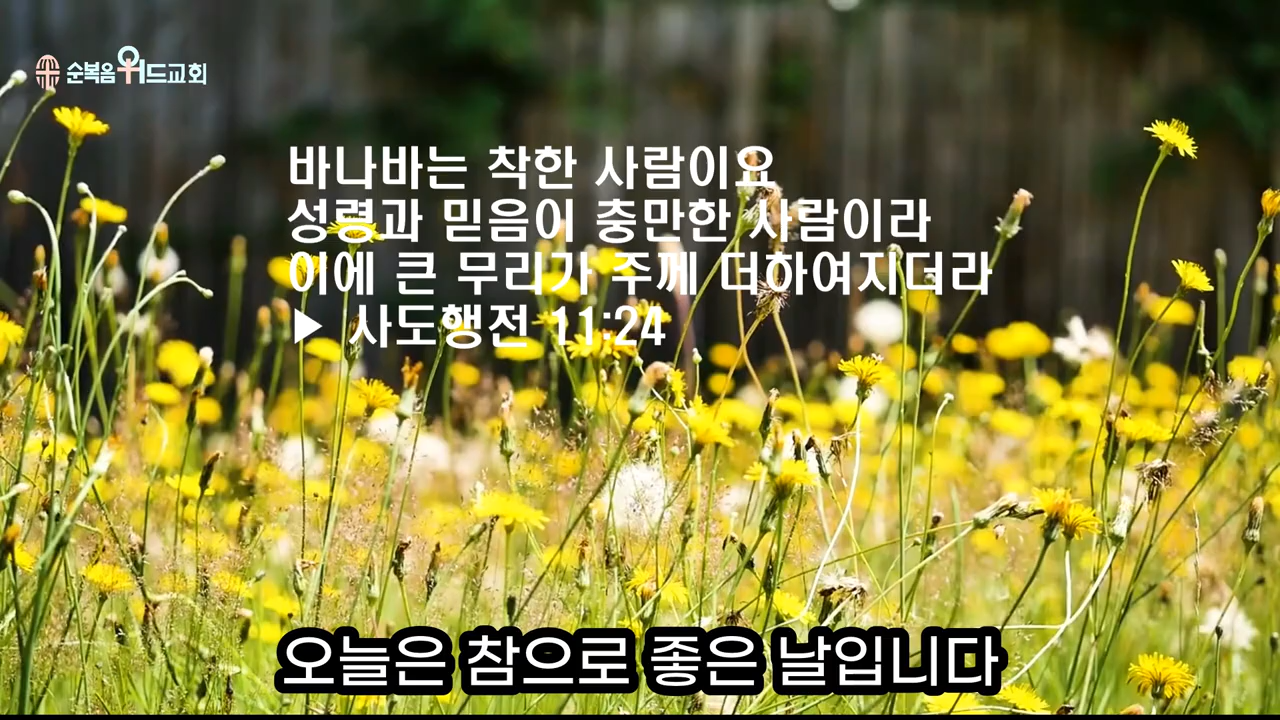 순복음워드교회
바나바는 착한 사람이요
성령과 믿음이 충만한 사람이라
이에 큰 무리가 주께 더하여지더라
▶ 사도행전 11:24
오늘은 참으로 좋은 날입니다